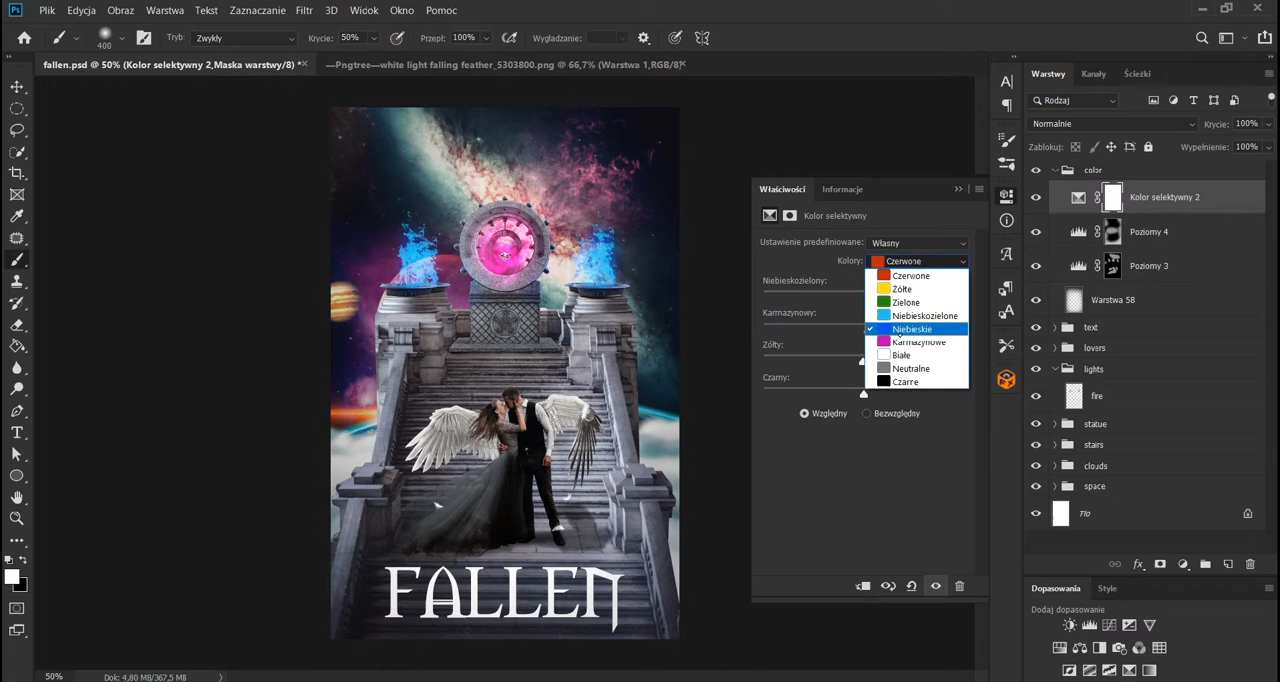 Ps Plik Edycja Obraz Warstwa Tekst Zaznaczanie Filtr 3D Widok Okno Pomoc
400 Tryb: Zwykły Krycie: 50% Przepł: 100% Wygładzanie:
fallen.psd @ 50% (Kolor selektywny 2,Maska warstwy/8) *
—Pngtree—white light falling feather_5303800.png @ 66,7% (Warstwa 1,RGB/8)
FALLEN
50% Dok: 4,80 MB/367,5 MB
Właściwości Informacje
Kolor selektywny
Ustawienie predefiniowane: Własny
Kolory: Czerwone
Niebieskozielony:
Karmazynowy:
Żółty:
Czarny:
Czerwone
Żółte
Zielone
Niebieskozielone
Niebieskie
Karmazynowe
Białe
Neutralne
Czarne
Względny Bezwzględny
Warstwy Kanały Ścieżki
Rodzaj
Normalnie Krycie: 100%
Zablokuj: Wypełnienie: 100%
color
Kolor selektywny 2
Poziomy 4
Poziomy 3
Warstwa 58
text
lovers
lights
fire
statue
stairs
clouds
space
Tło
fx
Dopasowania Style
Dodaj dopasowanie